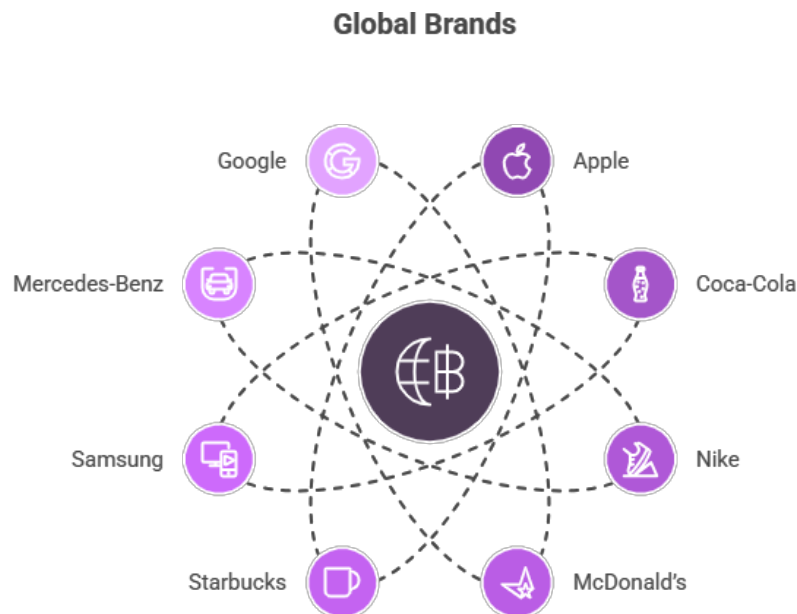 Global Brands
Google
Apple
Mercedes-Benz
Coca-Cola
Samsung
Nike
Starbucks
McDonald's